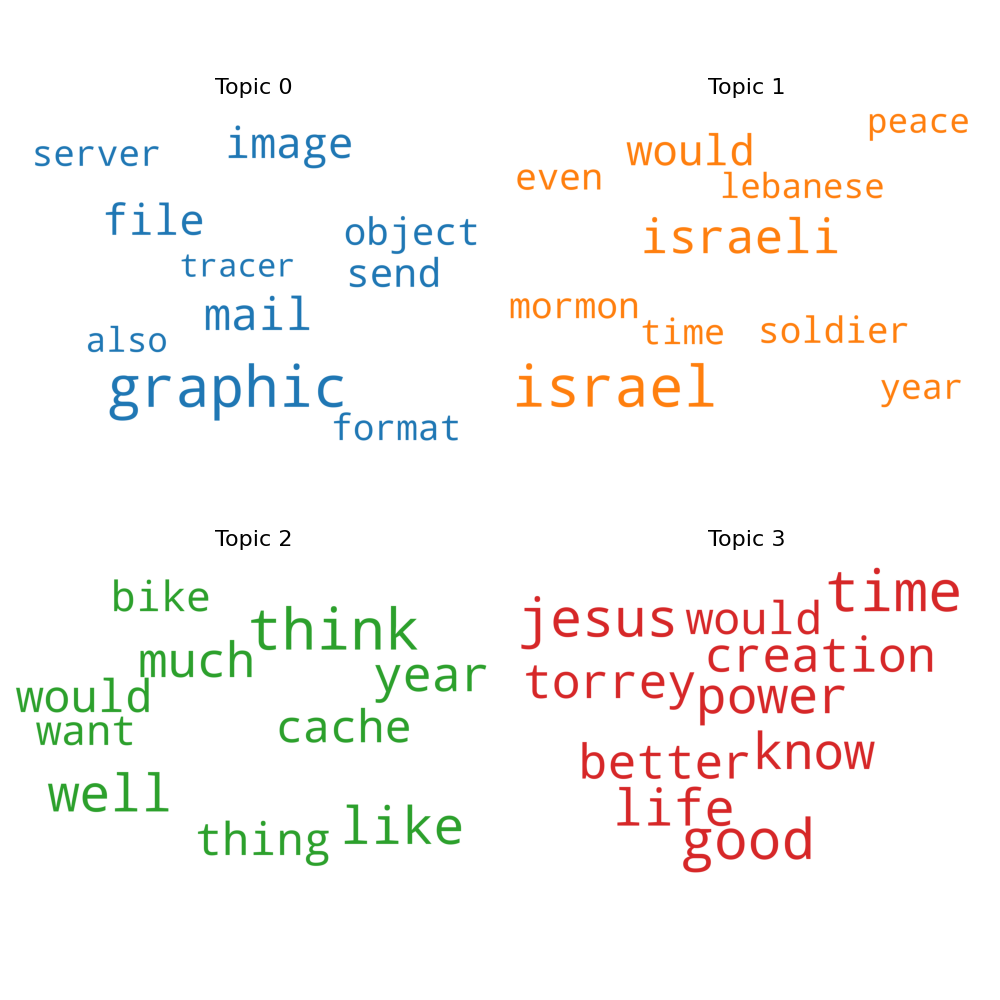 Topic 0
image
server
file
object
tracer
send
mail
also
graphic
format
Topic 1
peace
would
even
lebanese
israeli
mormon
time
soldier
israel
year
Topic 2
bike
think
much
year
would
cache
want
well
like
thing
Topic 3
time
jesus
would
creation
torrey
power
know
better
life
good